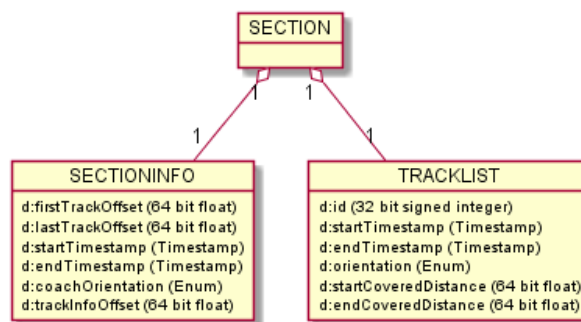 SECTION
1
1
1
1
SECTIONINFO
d:firstTrackOffset (64 bit float)
d:lastTrackOffset (64 bit float)
d:startTimestamp (Timestamp)
d:endTimestamp (Timestamp)
d:coachOrientation (Enum)
d:trackInfoOffset (64 bit float)
TRACKLIST
d:id (32 bit signed integer)
d:startTimestamp (Timestamp)
d:endTimestamp (Timestamp)
d:orientation (Enum)
d:startCoveredDistance (64 bit float)
d:endCoveredDistance (64 bit float)